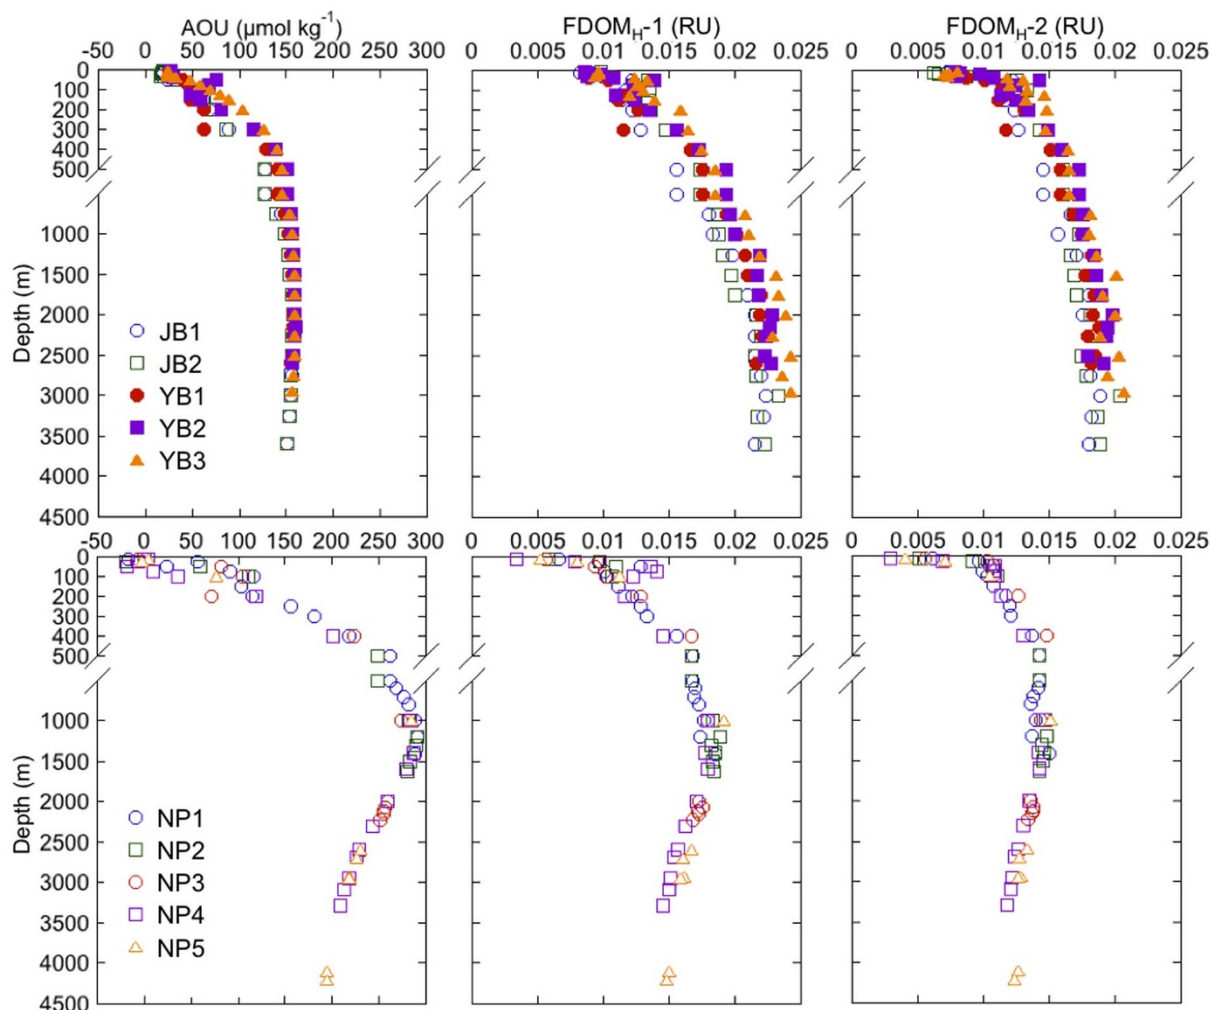 AOU (µmol kg⁻¹) FDOMH-1 (RU) FDOMH-2 (RU)
-50 0 50 100 150 200 250 300 0 0.005 0.01 0.015 0.02 0.025 0 0.005 0.01 0.015 0.02 0.025
0
100
200
300
400
500
1000
1500
2000
2500
3000
3500
4000
4500
Depth (m)
JB1
JB2
YB1
YB2
YB3
-50 0 50 100 150 200 250 300 0 0.005 0.01 0.015 0.02 0.025 0 0.005 0.01 0.015 0.02 0.025
0
100
200
300
400
500
1000
1500
2000
2500
3000
3500
4000
4500
Depth (m)
NP1
NP2
NP3
NP4
NP5